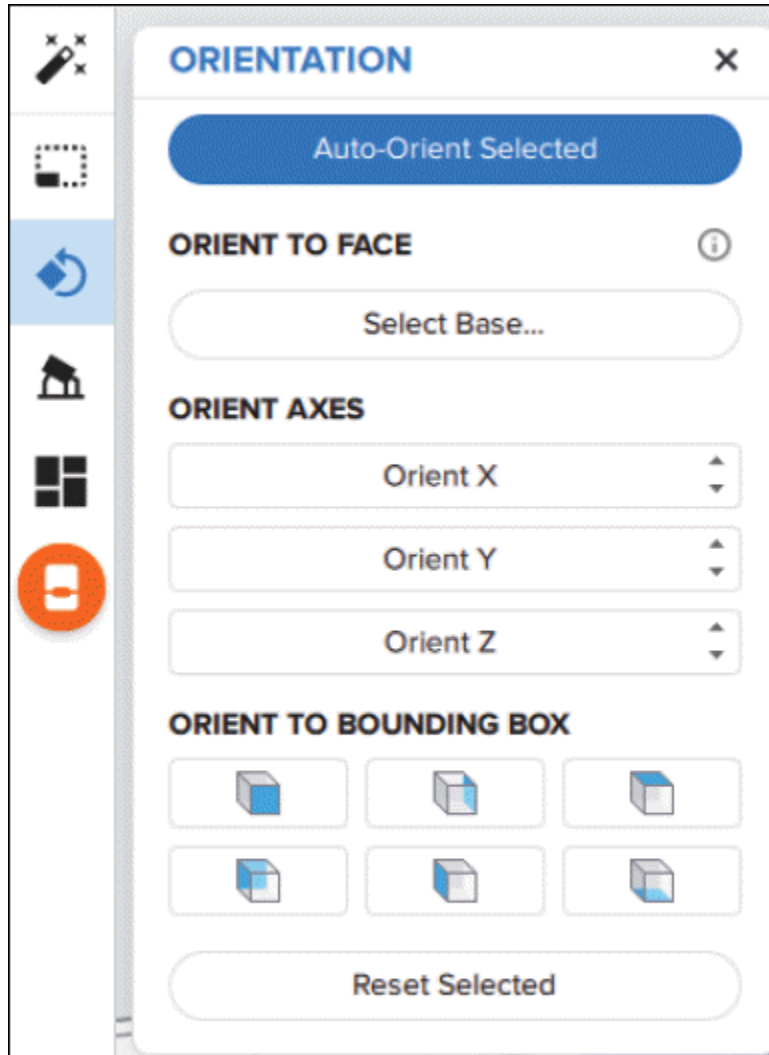 ORIENTATION
Auto-Orient Selected
ORIENT TO FACE
Select Base...
ORIENT AXES
Orient X
Orient Y
Orient Z
ORIENT TO BOUNDING BOX
Reset Selected